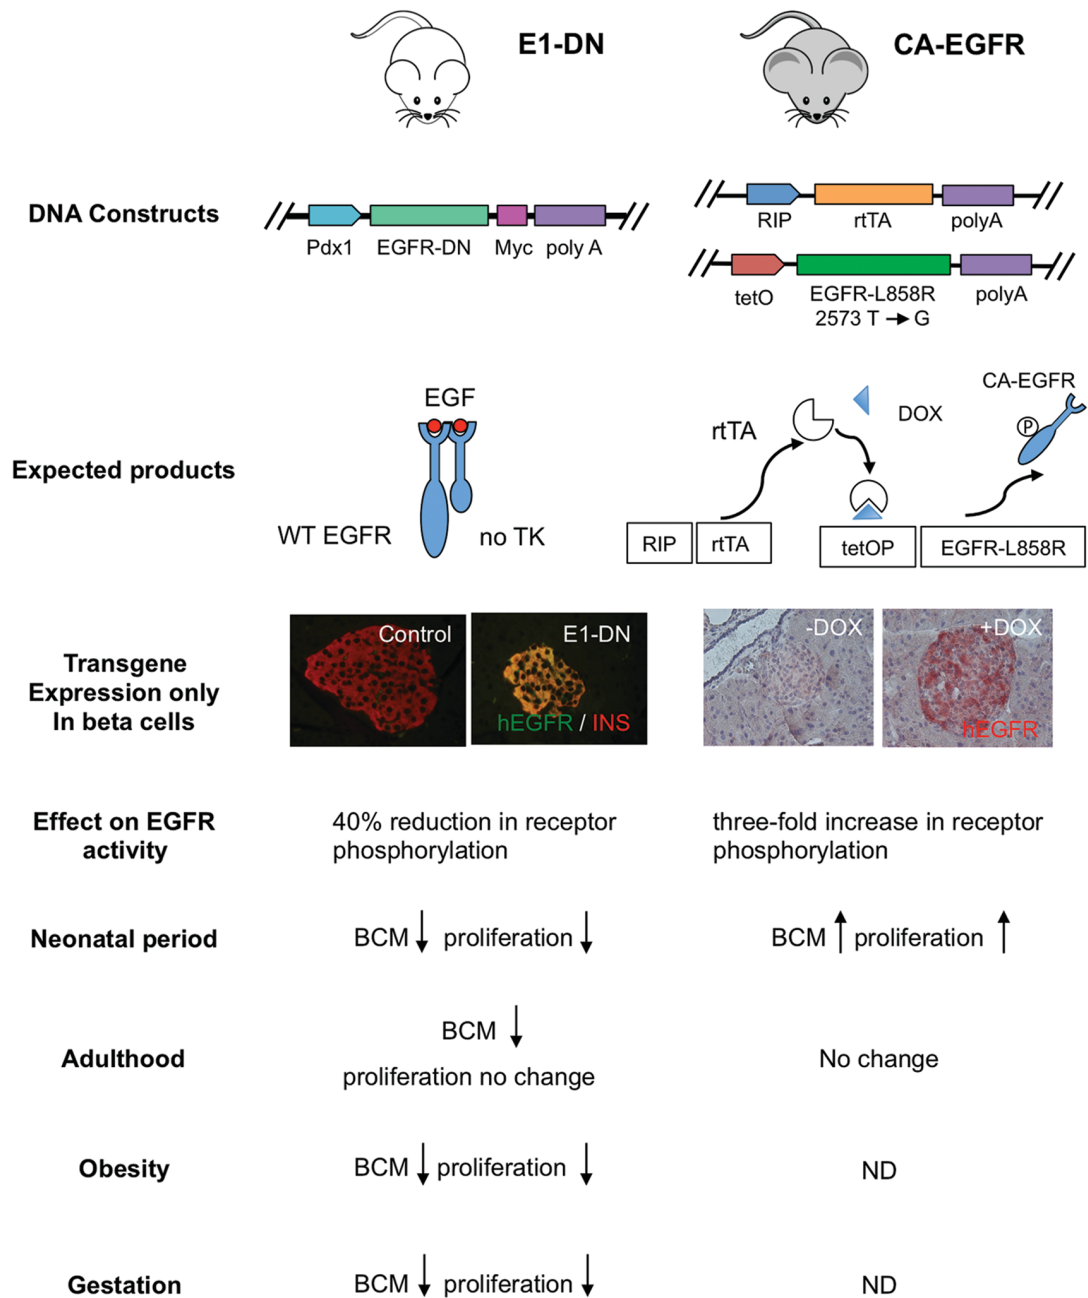 E1-DN
CA-EGFR
DNA Constructs
Pdx1 EGFR-DN Myc poly A
RIP rtTA polyA
tetO EGFR-L858R polyA
2573 T → G
Expected products
EGF
WT EGFR no TK
rtTA
DOX
CA-EGFR
P
RIP rtTA tetOP EGFR-L858R
Transgene
Expression only
In beta cells
Control
E1-DN
hEGFR / INS
-DOX
+DOX
hEGFR
Effect on EGFR
activity
40% reduction in receptor
phosphorylation
three-fold increase in receptor
phosphorylation
Neonatal period
BCM ↓ proliferation ↓
BCM ↑ proliferation ↑
Adulthood
BCM ↓
proliferation no change
No change
Obesity
BCM ↓ proliferation ↓
ND
Gestation
BCM ↓ proliferation ↓
ND